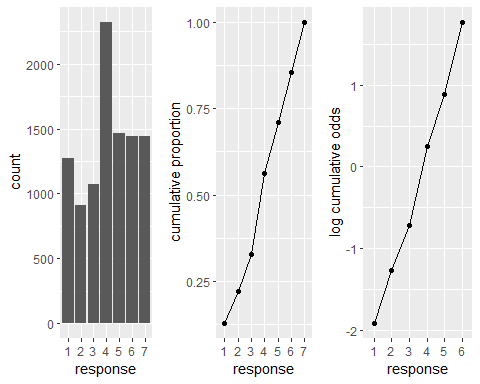 count
2000
1500
1000
500
0
1 2 3 4 5 6 7
response
cumulative proportion
1.00
0.75
0.50
0.25
1 2 3 4 5 6 7
response
log cumulative odds
1
0
-1
-2
1 2 3 4 5 6
response